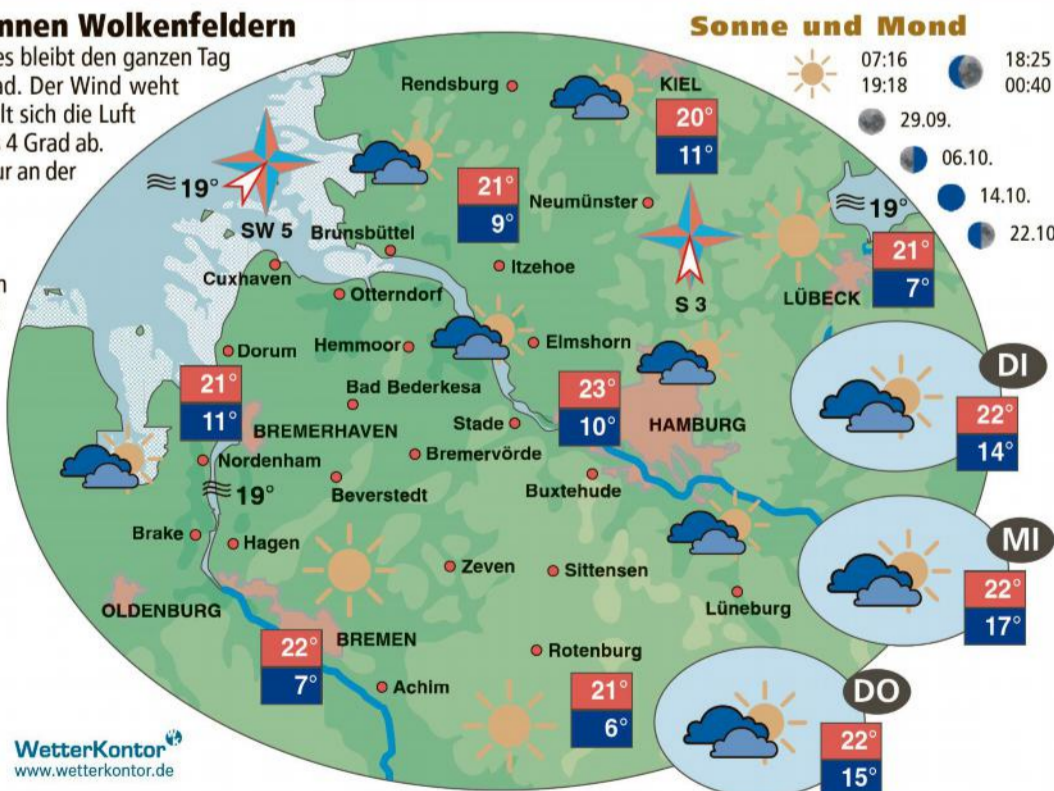 nnen Wolkenfeldern
es bleibt den ganzen Tag
ad. Der Wind weht
lt sich die Luft
s 4 Grad ab.
ur an der
n
Sonne und Mond
07:16
19:18
18:25
00:40
29.09.
06.10.
14.10.
22.10
Rendsburg
KIEL
20°
11°
19°
SW 5
21°
9°
Neumünster
S 3
19°
21°
7°
LÜBECK
Brunsbüttel
Cuxhaven
Itzehoe
Otterndorf
Dorum
Hemmoor
Elmshorn
21°
11°
Bad Bederkesa
BREMERHAVEN
Stade
23°
10°
HAMBURG
Nordenham
Bremervörde
19°
Beverstedt
Buxtehude
Brake
Hagen
Zeven
Sittensen
Lüneburg
OLDENBURG
BREMEN
22°
7°
Rotenburg
Achim
21°
6°
DI
22°
14°
MI
22°
17°
DO
22°
15°
WetterKontor
www.wetterkontor.de